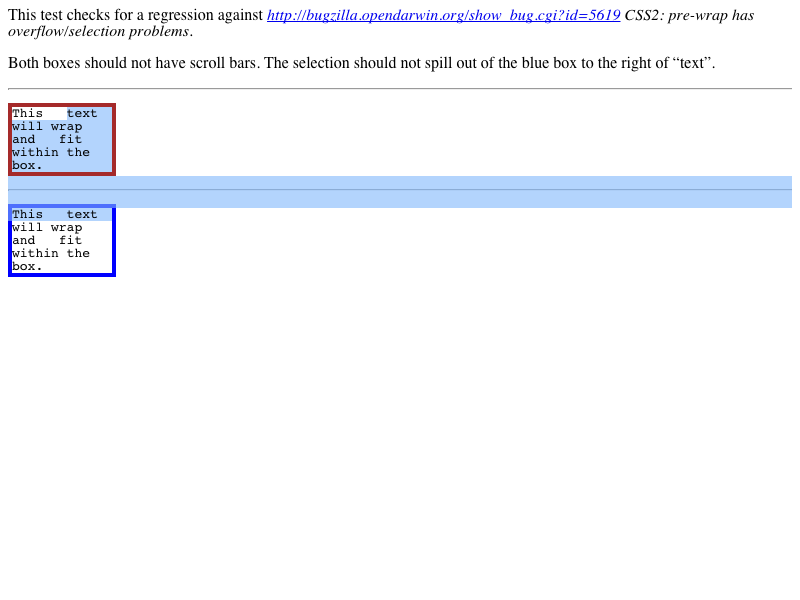 This test checks for a regression against http://bugzilla.opendarwin.org/show_bug.cgi?id=5619 CSS2: pre-wrap has
overflow/selection problems.
Both boxes should not have scroll bars. The selection should not spill out of the blue box to the right of “text”.
This   text
will wrap
and   fit
within the
box.
This   text
will wrap
and   fit
within the
box.